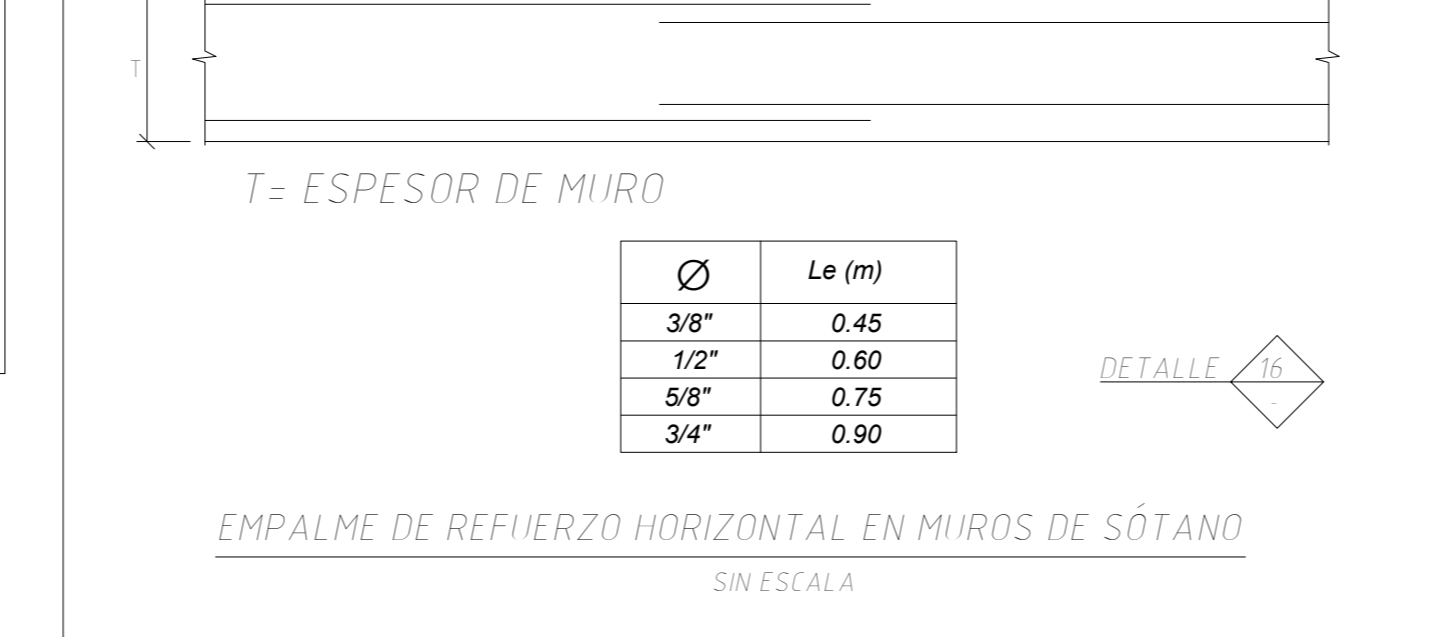 T
T= ESPESOR DE MURO
Ø Le (m)
3/8" 0.45
1/2" 0.60
5/8" 0.75
3/4" 0.90
DETALLE 16
-
EMPALME DE REFUERZO HORIZONTAL EN MUROS DE SÓTANO
SIN ESCALA